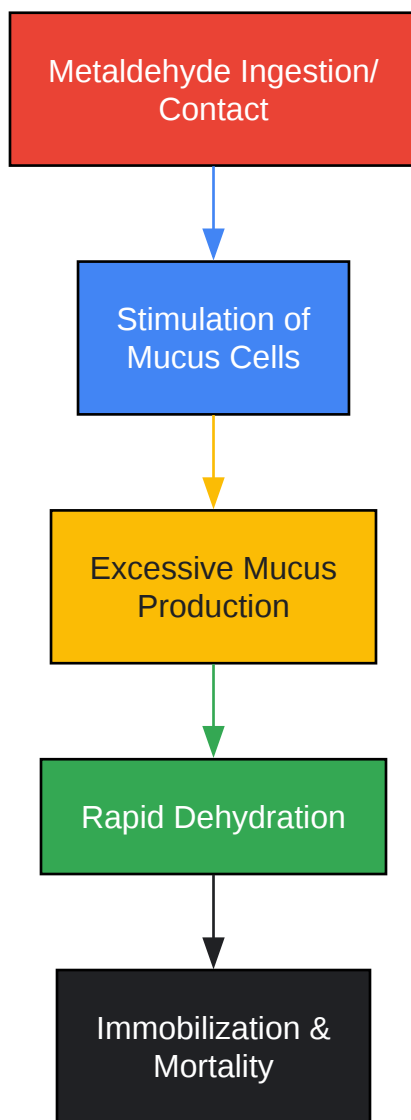 Metaldehyde Ingestion/
Contact
Stimulation of
Mucus Cells
Excessive Mucus
Production
Rapid Dehydration
Immobilization &
Mortality